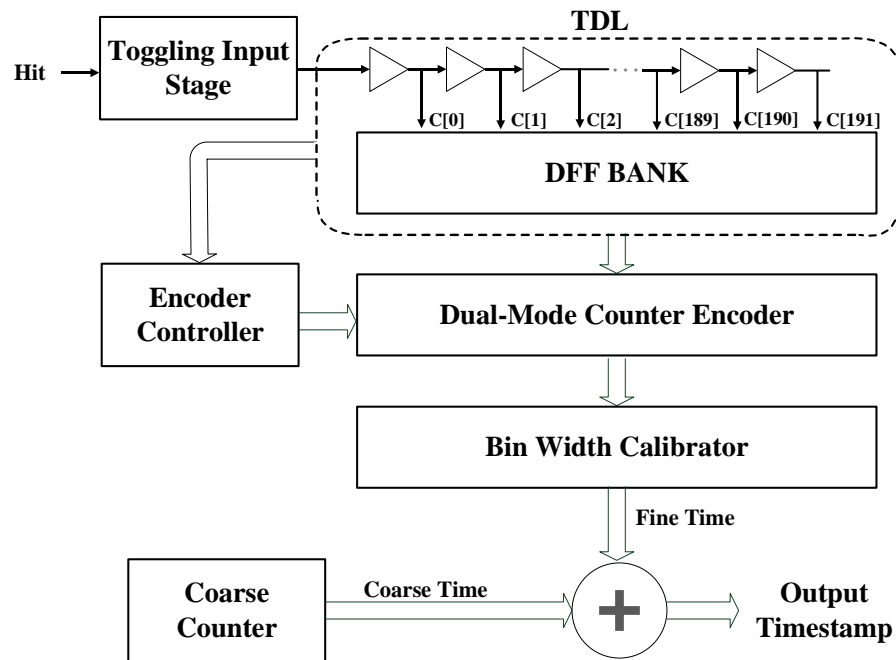 TDL
Toggling Input
Stage
Hit
C[0]
C[1]
C[2]
C[189]
C[190]
C[191]
DFF BANK
Encoder
Controller
Dual-Mode Counter Encoder
Bin Width Calibrator
Fine Time
Coarse
Counter
Coarse Time
+
Output
Timestamp